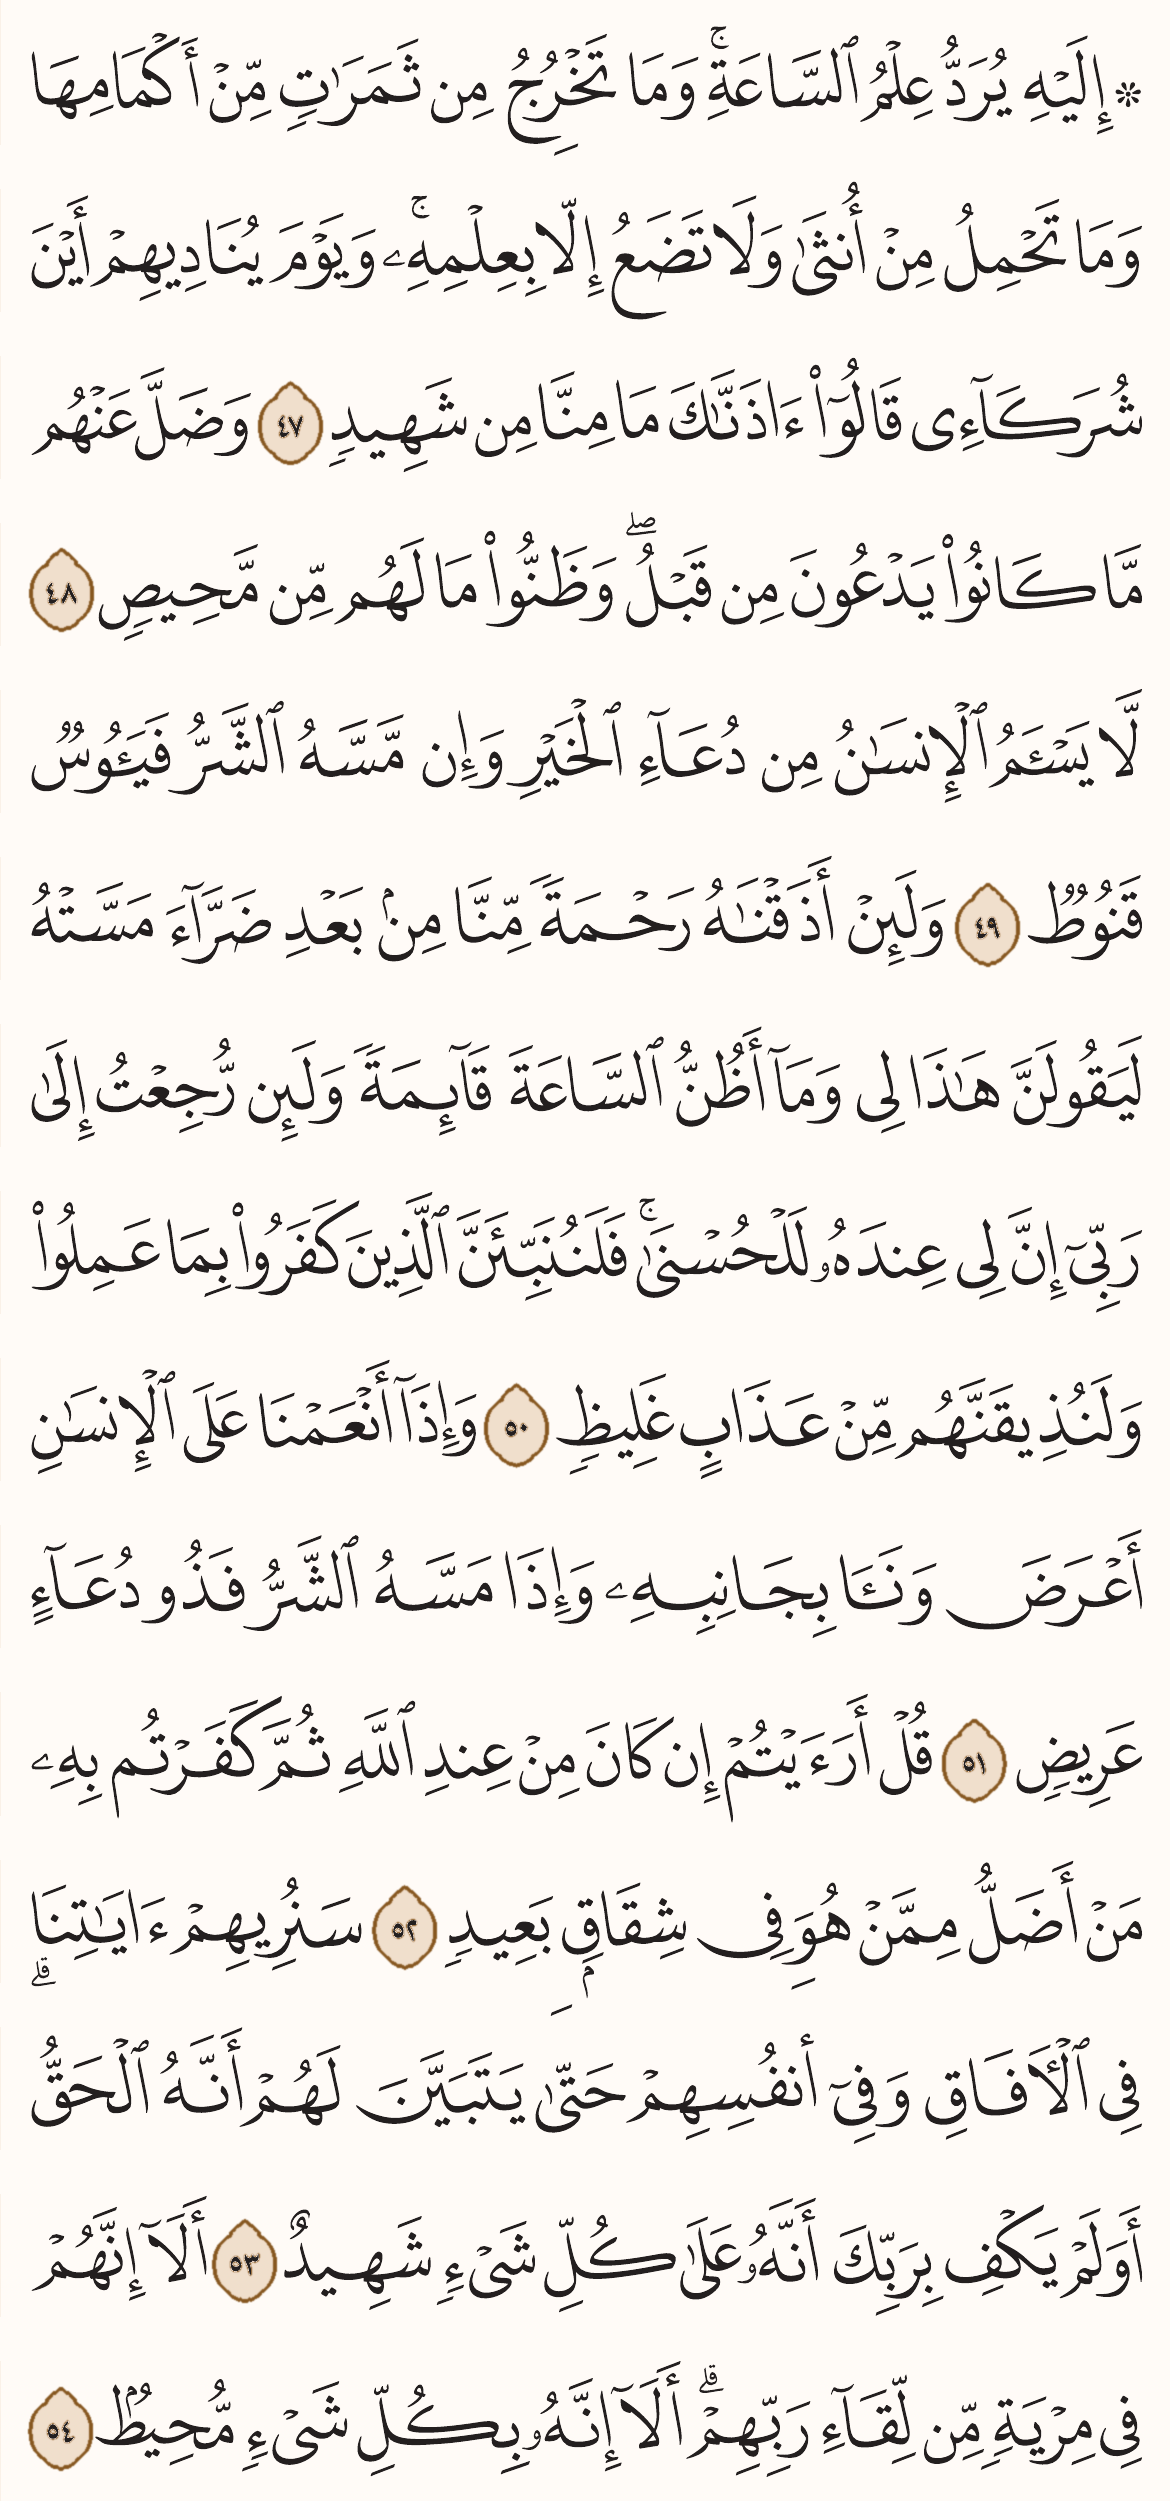 ۞ إِلَيۡهِ يُرَدُّ عِلۡمُ ٱلسَّاعَةِۚ وَمَا تَخۡرُجُ مِن ثَمَرَٰتٖ مِّنۡ أَكۡمَامِهَا
وَمَا تَحۡمِلُ مِنۡ أُنثَىٰ وَلَا تَضَعُ إِلَّا بِعِلۡمِهِۦۚ وَيَوۡمَ يُنَادِيهِمۡ أَيۡنَ
شُرَكَآءِي قَالُوٓاْ ءَاذَنَّٰكَ مَا مِنَّا مِن شَهِيدٖ ٤٧ وَضَلَّ عَنۡهُم
مَّا كَانُواْ يَدۡعُونَ مِن قَبۡلُۖ وَظَنُّواْ مَا لَهُم مِّن مَّحِيصٖ ٤٨
لَّا يَسۡـَٔمُ ٱلۡإِنسَٰنُ مِن دُعَآءِ ٱلۡخَيۡرِ وَإِن مَّسَّهُ ٱلشَّرُّ فَيَـُٔوسٞ
قَنُوطٞ ٤٩ وَلَئِنۡ أَذَقۡنَٰهُ رَحۡمَةٗ مِّنَّا مِنۢ بَعۡدِ ضَرَّآءَ مَسَّتۡهُ
لَيَقُولَنَّ هَٰذَا لِي وَمَآ أَظُنُّ ٱلسَّاعَةَ قَآئِمَةٗ وَلَئِن رُّجِعۡتُ إِلَىٰ
رَبِّيٓ إِنَّ لِي عِندَهُۥ لَلۡحُسۡنَىٰۚ فَلَنُنَبِّئَنَّ ٱلَّذِينَ كَفَرُواْ بِمَا عَمِلُواْ
وَلَنُذِيقَنَّهُم مِّنۡ عَذَابٍ غَلِيظٖ ٥٠ وَإِذَآ أَنۡعَمۡنَا عَلَى ٱلۡإِنسَٰنِ
أَعۡرَضَ وَنَـَٔا بِجَانِبِهِۦ وَإِذَا مَسَّهُ ٱلشَّرُّ فَذُو دُعَآءٍ
عَرِيضٖ ٥١ قُلۡ أَرَءَيۡتُمۡ إِن كَانَ مِنۡ عِندِ ٱللَّهِ ثُمَّ كَفَرۡتُم بِهِۦ
مَنۡ أَضَلُّ مِمَّنۡ هُوَ فِي شِقَاقِۭ بَعِيدٖ ٥٢ سَنُرِيهِمۡ ءَايَٰتِنَا
فِي ٱلۡأٓفَاقِ وَفِيٓ أَنفُسِهِمۡ حَتَّىٰ يَتَبَيَّنَ لَهُمۡ أَنَّهُ ٱلۡحَقُّۗ
أَوَلَمۡ يَكۡفِ بِرَبِّكَ أَنَّهُۥ عَلَىٰ كُلِّ شَيۡءٖ شَهِيدٌ ٥٣ أَلَآ إِنَّهُمۡ
فِي مِرۡيَةٖ مِّن لِّقَآءِ رَبِّهِمۡۗ أَلَآ إِنَّهُۥ بِكُلِّ شَيۡءٖ مُّحِيطُۢ ٥٤